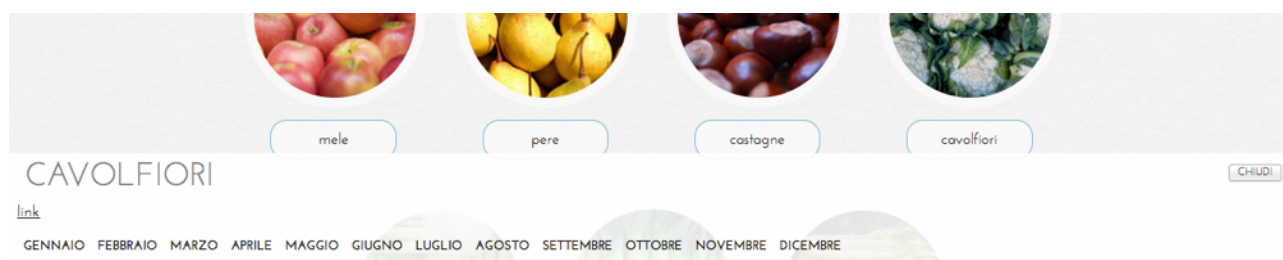 mele pere castagne cavolfiori
CAVOLFIORI CHIUDI
link
GENNAIO FEBBRAIO MARZO APRILE MAGGIO GIUGNO LUGLIO AGOSTO SETTEMBRE OTTOBRE NOVEMBRE DICEMBRE